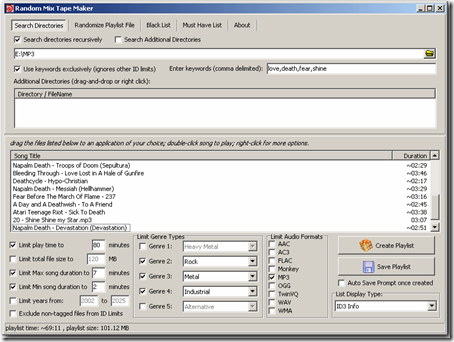 Random Mix Tape Maker
Search Directories Randomize Playlist File Black List Must Have List About
Search directories recursively Search Additional Directories
E:\MP3
Use keywords exclusively (ignores other ID limits) Enter keywords (comma delimited): love,death,fear,shine
Additional Directories (drag-and-drop or right click):
Directory / FileName
drag the files listed below to an application of your choice; double-click song to play; right-click for more options.
Song Title Duration
Napalm Death - Troops of Doom (Sepultura) ~02:29
Bleeding Through - Love Lost in A Hale of Gunfire ~03:46
Deathcycle - Hypo-Christian ~02:17
Napalm Death - Messiah (Hellhammer) ~03:29
Fear Before The March Of Flame - 237 ~03:16
A Day and A Deathwish - To A Friend ~02:45
Atari Teenage Riot - Sick To Death ~03:38
20 - Shine Shine my Star.mp3 03:07
Napalm Death - Devastation (Devastation) ~02:51
Limit play time to 80 minutes
Limit total file size to 120 MB
Limit Max song duration to 7 minutes
Limit Min song duration to 2 minutes
Limit years from: 2002 to 2025
Exclude non-tagged files from ID Limits
Limit Genre Types
Genre 1: Heavy Metal
Genre 2: Rock
Genre 3: Metal
Genre 4: Industrial
Genre 5: Alternative
Limit Audio Formats
AAC
AC3
FLAC
Monkey
MP3
OGG
TwinVQ
WAV
WMA
Create Playlist
Save Playlist
Auto Save Prompt once created
List Display Type:
ID3 Info
playlist time: ~69:11 , playlist size: 101.12 MB